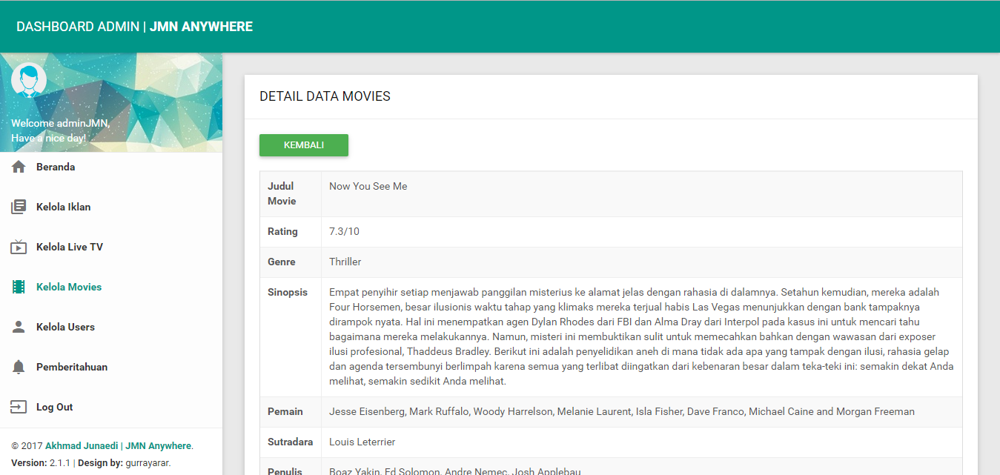 DASHBOARD ADMIN | JMN ANYWHERE
Welcome adminJMN,
Have a nice day!
Beranda
Kelola Iklan
Kelola Live TV
Kelola Movies
Kelola Users
Pemberitahuan
Log Out
© 2017 Akhmad Junaedi | JMN Anywhere.
Version: 2.1.1 | Design by: gurrayarar.
DETAIL DATA MOVIES
KEMBALI
Judul Movie
Now You See Me
Rating
7.3/10
Genre
Thriller
Sinopsis
Empat penyihir setiap menjawab panggilan misterius ke alamat jelas dengan rahasia di dalamnya. Setahun kemudian, mereka adalah
Four Horsemen, besar ilusionis waktu tahap yang klimaks mereka terjual habis Las Vegas menunjukkan dengan bank tampaknya
dirampok nyata. Hal ini menempatkan agen Dylan Rhodes dari FBI dan Alma Dray dari Interpol pada kasus ini untuk mencari tahu
bagaimana mereka melakukannya. Namun, misteri ini membuktikan sulit untuk memecahkan bahkan dengan wawasan dari exposer
ilusi profesional, Thaddeus Bradley. Berikut ini adalah penyelidikan aneh di mana tidak ada apa yang tampak dengan ilusi, rahasia gelap
dan agenda tersembunyi berlimpah karena semua yang terlibat diingatkan dari kebenaran besar dalam teka-teki ini: semakin dekat Anda
melihat, semakin sedikit Anda melihat.
Pemain
Jesse Eisenberg, Mark Ruffalo, Woody Harrelson, Melanie Laurent, Isla Fisher, Dave Franco, Michael Caine and Morgan Freeman
Sutradara
Louis Leterrier
Penulis
Boaz Yakin, Ed Solomon, Andre Nemec, Josh Applebau